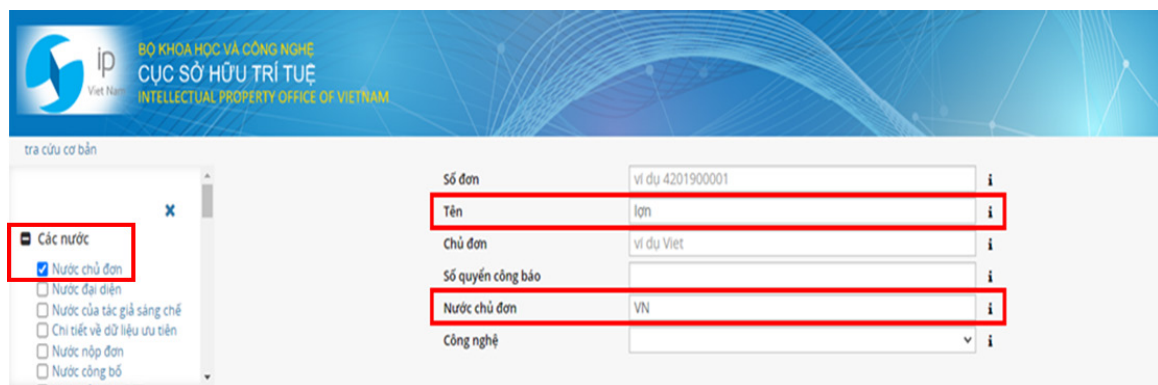 ip
Viet Nam
BỘ KHOA HỌC VÀ CÔNG NGHỆ
CỤC SỞ HỮU TRÍ TUỆ
INTELLECTUAL PROPERTY OFFICE OF VIETNAM
tra cứu cơ bản
Các nước
Nước chủ đơn
Nước đại diện
Nước của tác giả sáng chế
Chi tiết về dữ liệu ưu tiên
Nước nộp đơn
Nước công bố
Số đơn ví dụ 4201900001 i
Tên lợn i
Chủ đơn ví dụ Viet i
Số quyển công báo i
Nước chủ đơn VN i
Công nghệ i